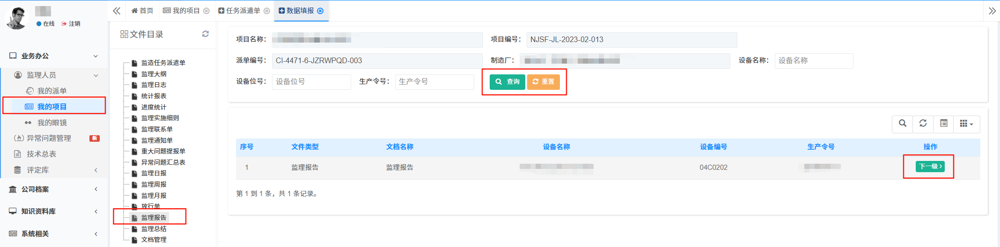 在线 注销
首页 我的项目 任务派遣单 数据填报
业务办公
监理人员
我的派单
我的项目
我的眼镜
异常问题管理 新
技术总表
评定库
公司档案
知识资料库
系统相关
文件目录
监造任务派遣单
监理大纲
监理日志
统计报表
进度统计
监理实施细则
监理联系单
监理通知单
重大问题提报单
异常问题汇总表
监理日报
监理周报
监理月报
放行单
监理报告
监理总结
文档管理
项目名称： 项目编号： NJSF-JL-2023-02-013
派单编号： CI-4471-6-JZRWPQD-003 制造厂： 设备名称： 设备名称
设备位号： 设备位号 生产令号： 生产令号 查询 重置
序号 文件类型 文档名称 设备名称 设备编号 生产令号 操作
1 监理报告 监理报告 04C0202 下一级
第 1 到 1 条，共 1 条记录。